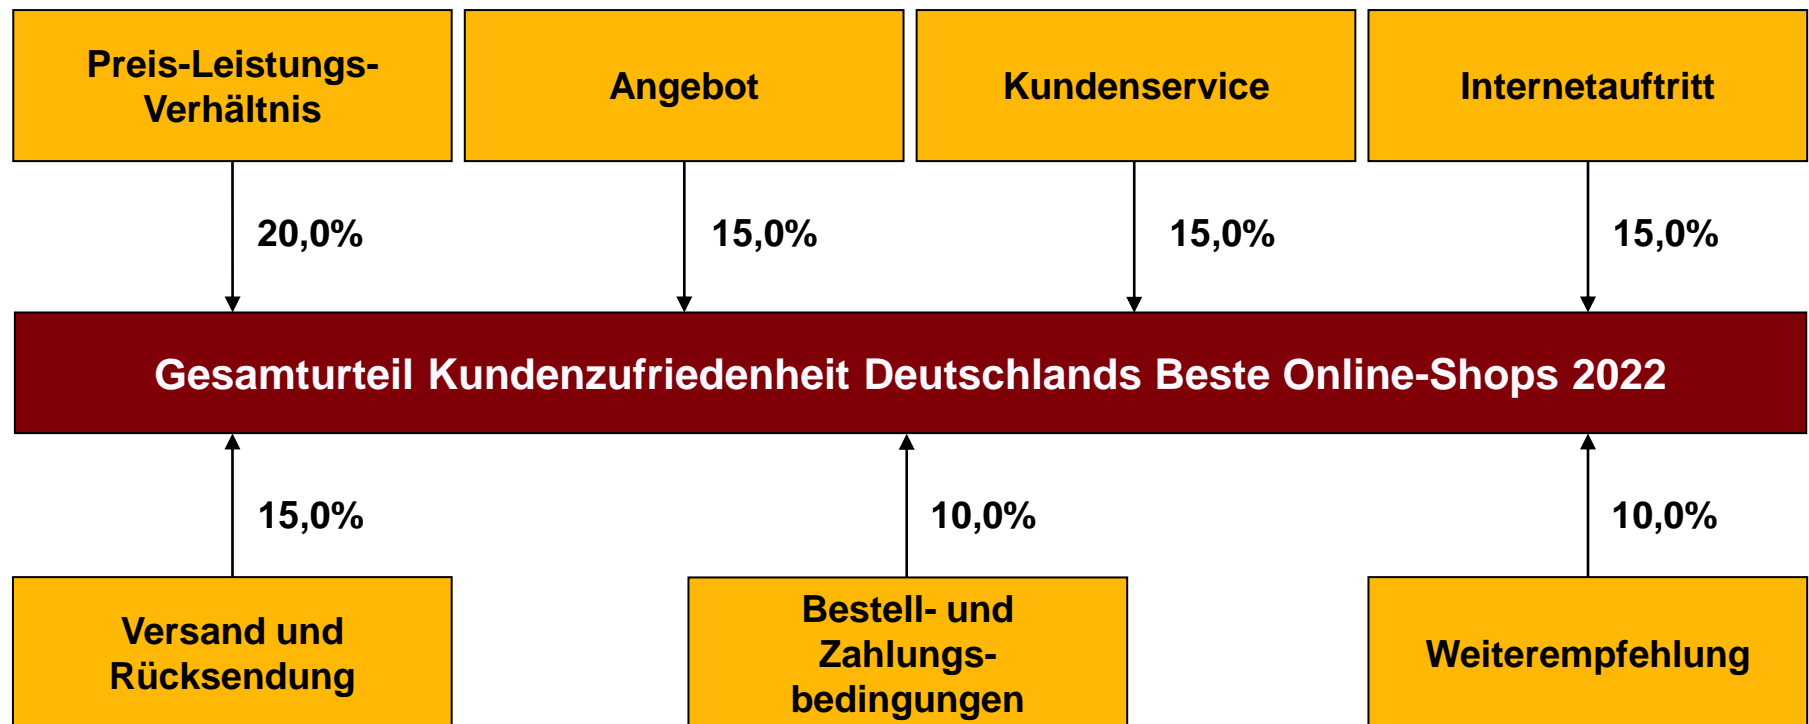 Preis-Leistungs-
Verhältnis
Angebot
Kundenservice
Internetauftritt
20,0%
15,0%
15,0%
15,0%
Gesamturteil Kundenzufriedenheit Deutschlands Beste Online-Shops 2022
15,0%
10,0%
10,0%
Versand und
Rücksendung
Bestell- und
Zahlungs-
bedingungen
Weiterempfehlung